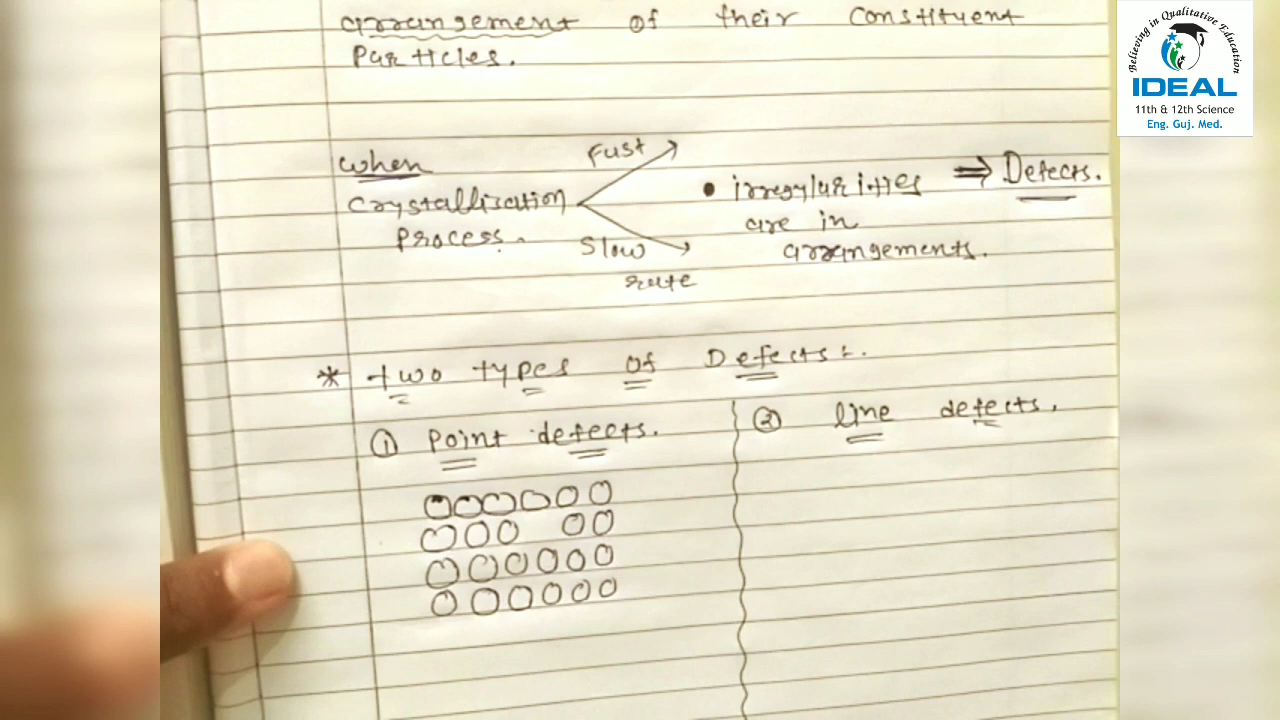 arrangement of their constituent
particles.
when
crystallisation
process.
Fast
Slow
rate
• irregularities
are in
arrangements.
⇒ Defects.
* two types of Defects :.
① point defects.
② line defects.
Believing in Qualitative Education
IDEAL
11th & 12th Science
Eng. Guj. Med.